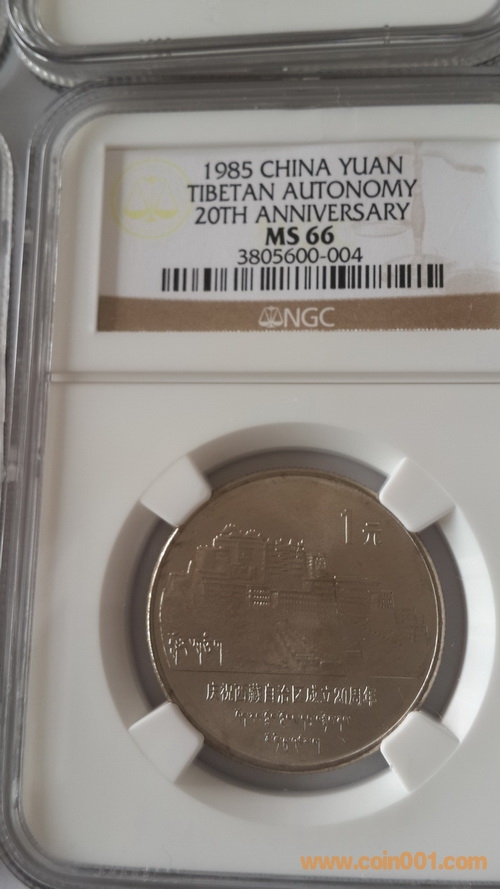 1985 CHINA YUAN
TIBETAN AUTONOMY
20TH ANNIVERSARY
MS 66
3805600-004
NGC
1元
庆祝西藏自治区成立20周年
www.coin001.com